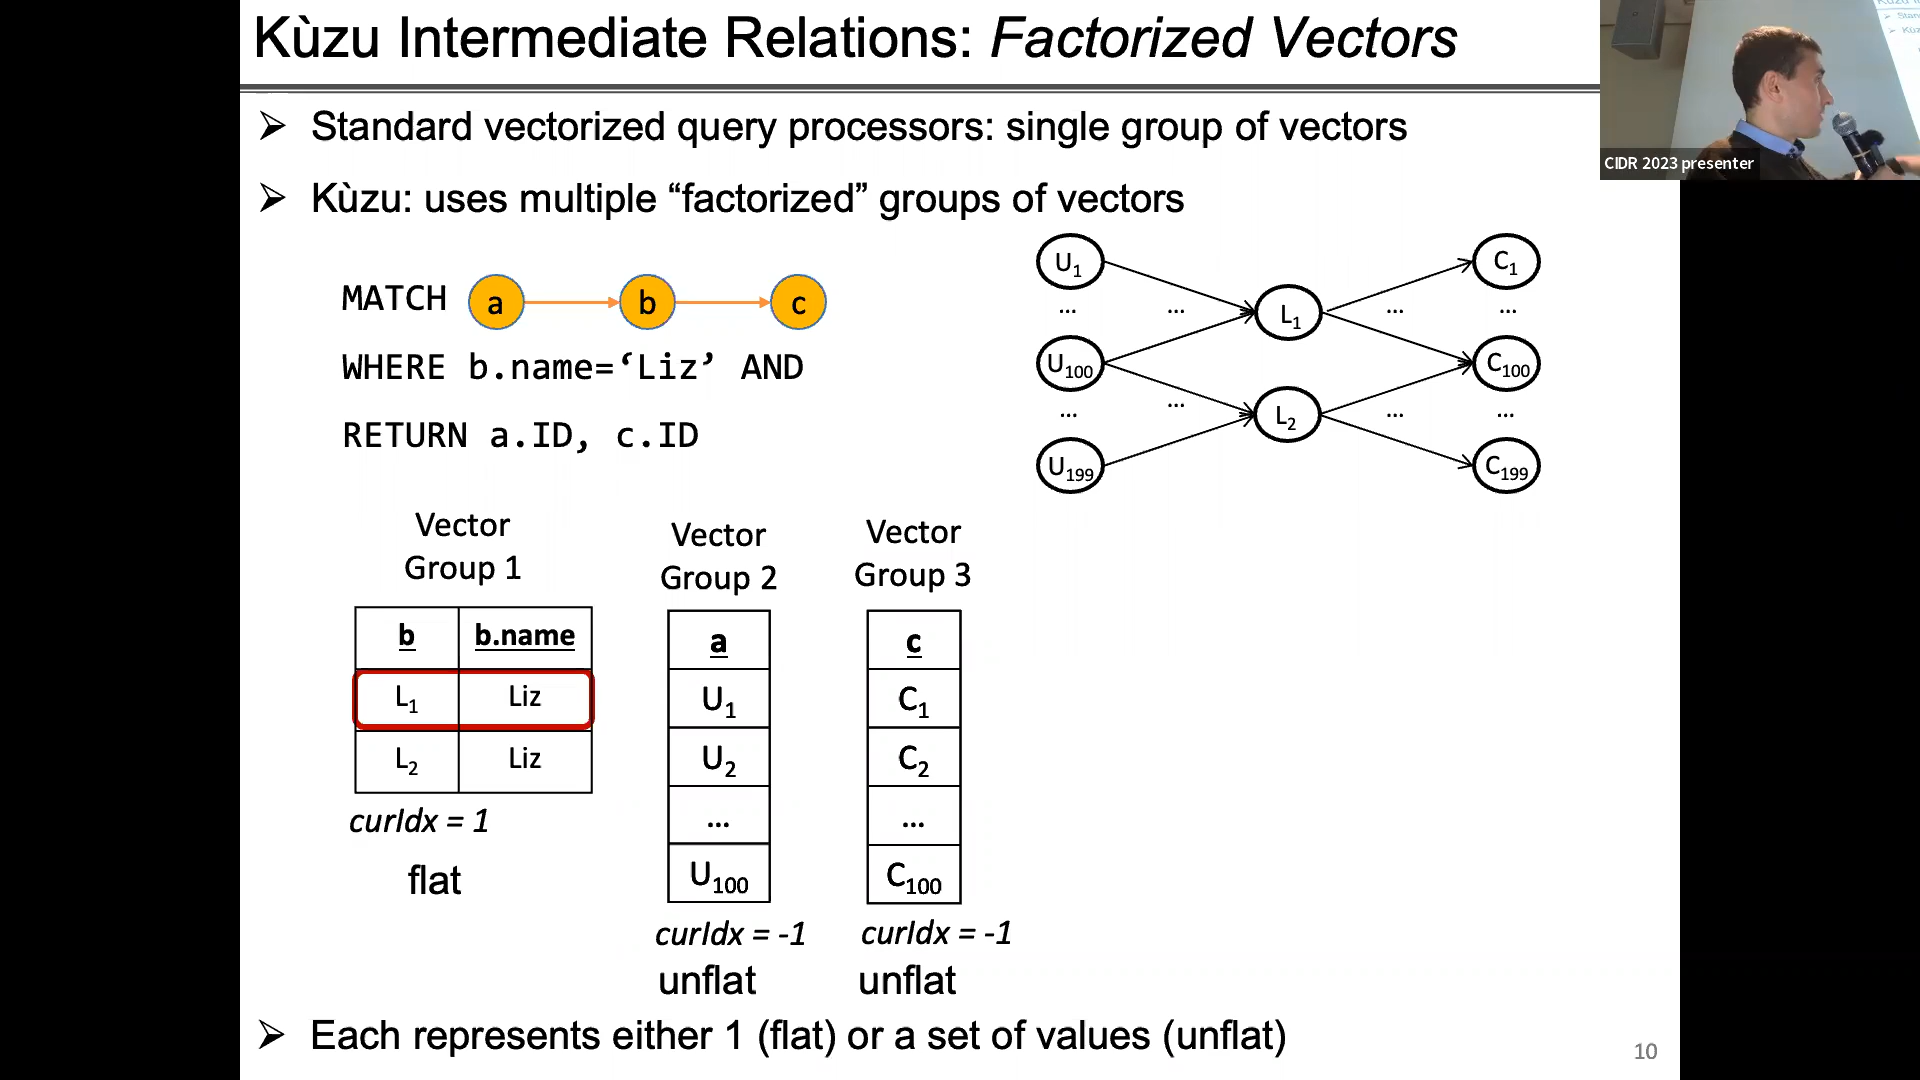 Kùzu Intermediate Relations: Factorized Vectors
➢ Standard vectorized query processors: single group of vectors
➢ Kùzu: uses multiple “factorized” groups of vectors
CIDR 2023 presenter
MATCH a b c
WHERE b.name=‘Liz’ AND
RETURN a.ID, c.ID
U1 C1
... ... L1 ... ...
U100 C100
... ... L2 ... ...
U199 C199
Vector
Group 1
b b.name
L1 Liz
L2 Liz
curIdx = 1
flat
Vector
Group 2
a
U1
U2
...
U100
curIdx = -1
unflat
Vector
Group 3
c
C1
C2
...
C100
curIdx = -1
unflat
➢ Each represents either 1 (flat) or a set of values (unflat)
10